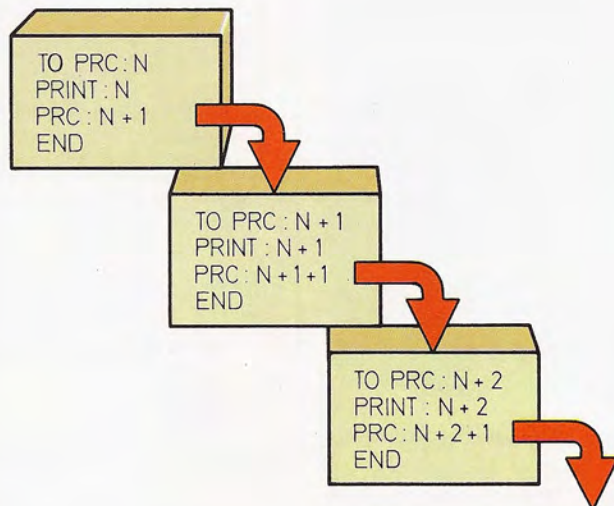 TO PRC : N
PRINT : N
PRC : N + 1
END
TO PRC : N + 1
PRINT : N + 1
PRC : N + 1 + 1
END
TO PRC : N + 2
PRINT : N + 2
PRC : N + 2 + 1
END